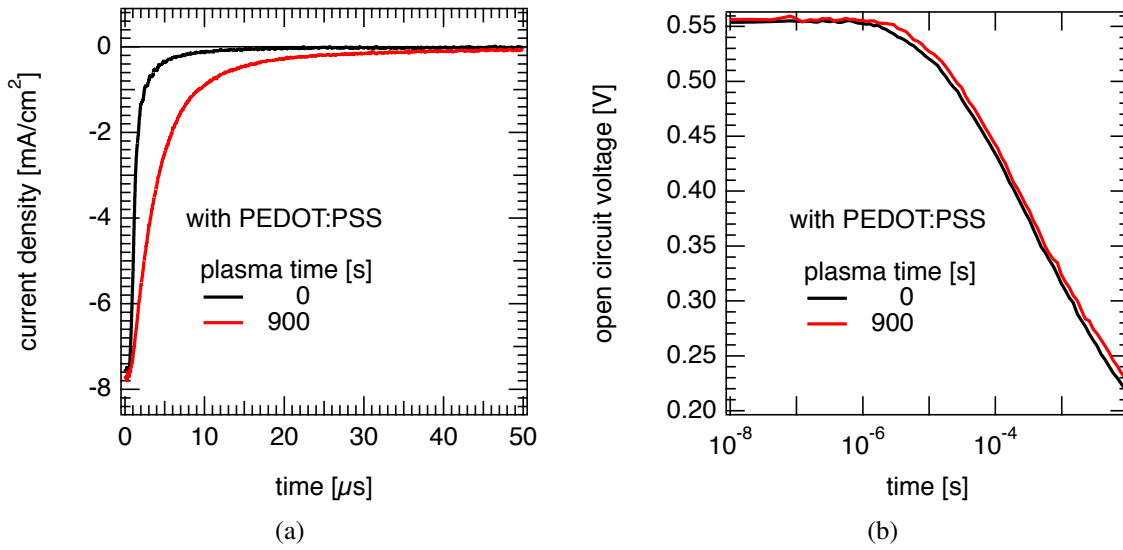 0
-2
-4
-6
-8
current density [mA/cm²]
with PEDOT:PSS
plasma time [s]
0
900
0
10
20
30
40
50
time [µs]
(a)
0.55
0.50
0.45
0.40
0.35
0.30
0.25
0.20
open circuit voltage [V]
with PEDOT:PSS
plasma time [s]
0
900
10⁻⁸
10⁻⁶
10⁻⁴
time [s]
(b)